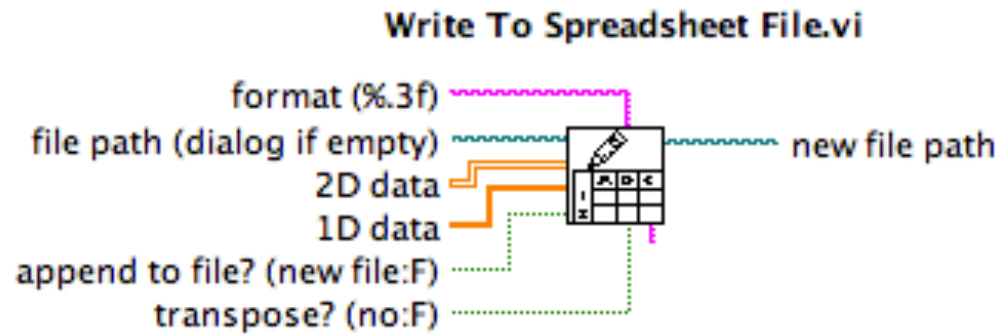 Write To Spreadsheet File.vi
format (%.3f)
file path (dialog if empty)
new file path
2D data
1D data
append to file? (new file:F)
transpose? (no:F)